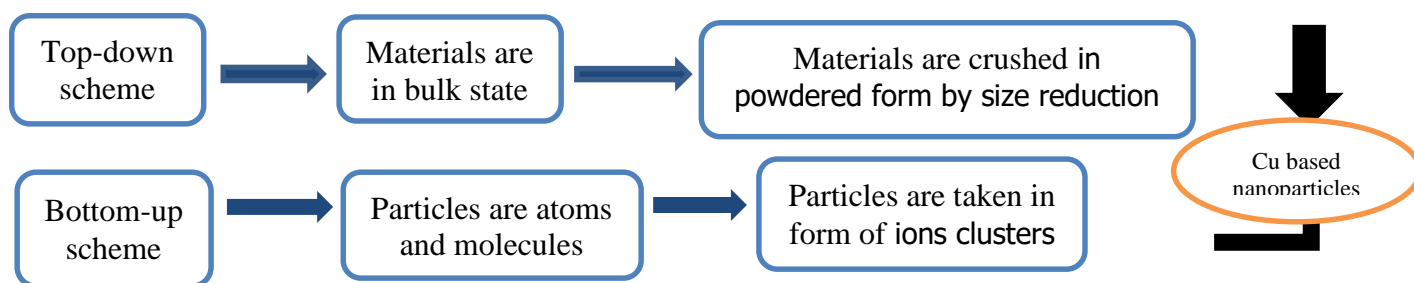 Top-down
scheme
Materials are
in bulk state
Materials are crushed in
powdered form by size reduction
Cu based
nanoparticles
Bottom-up
scheme
Particles are atoms
and molecules
Particles are taken in
form of ions clusters